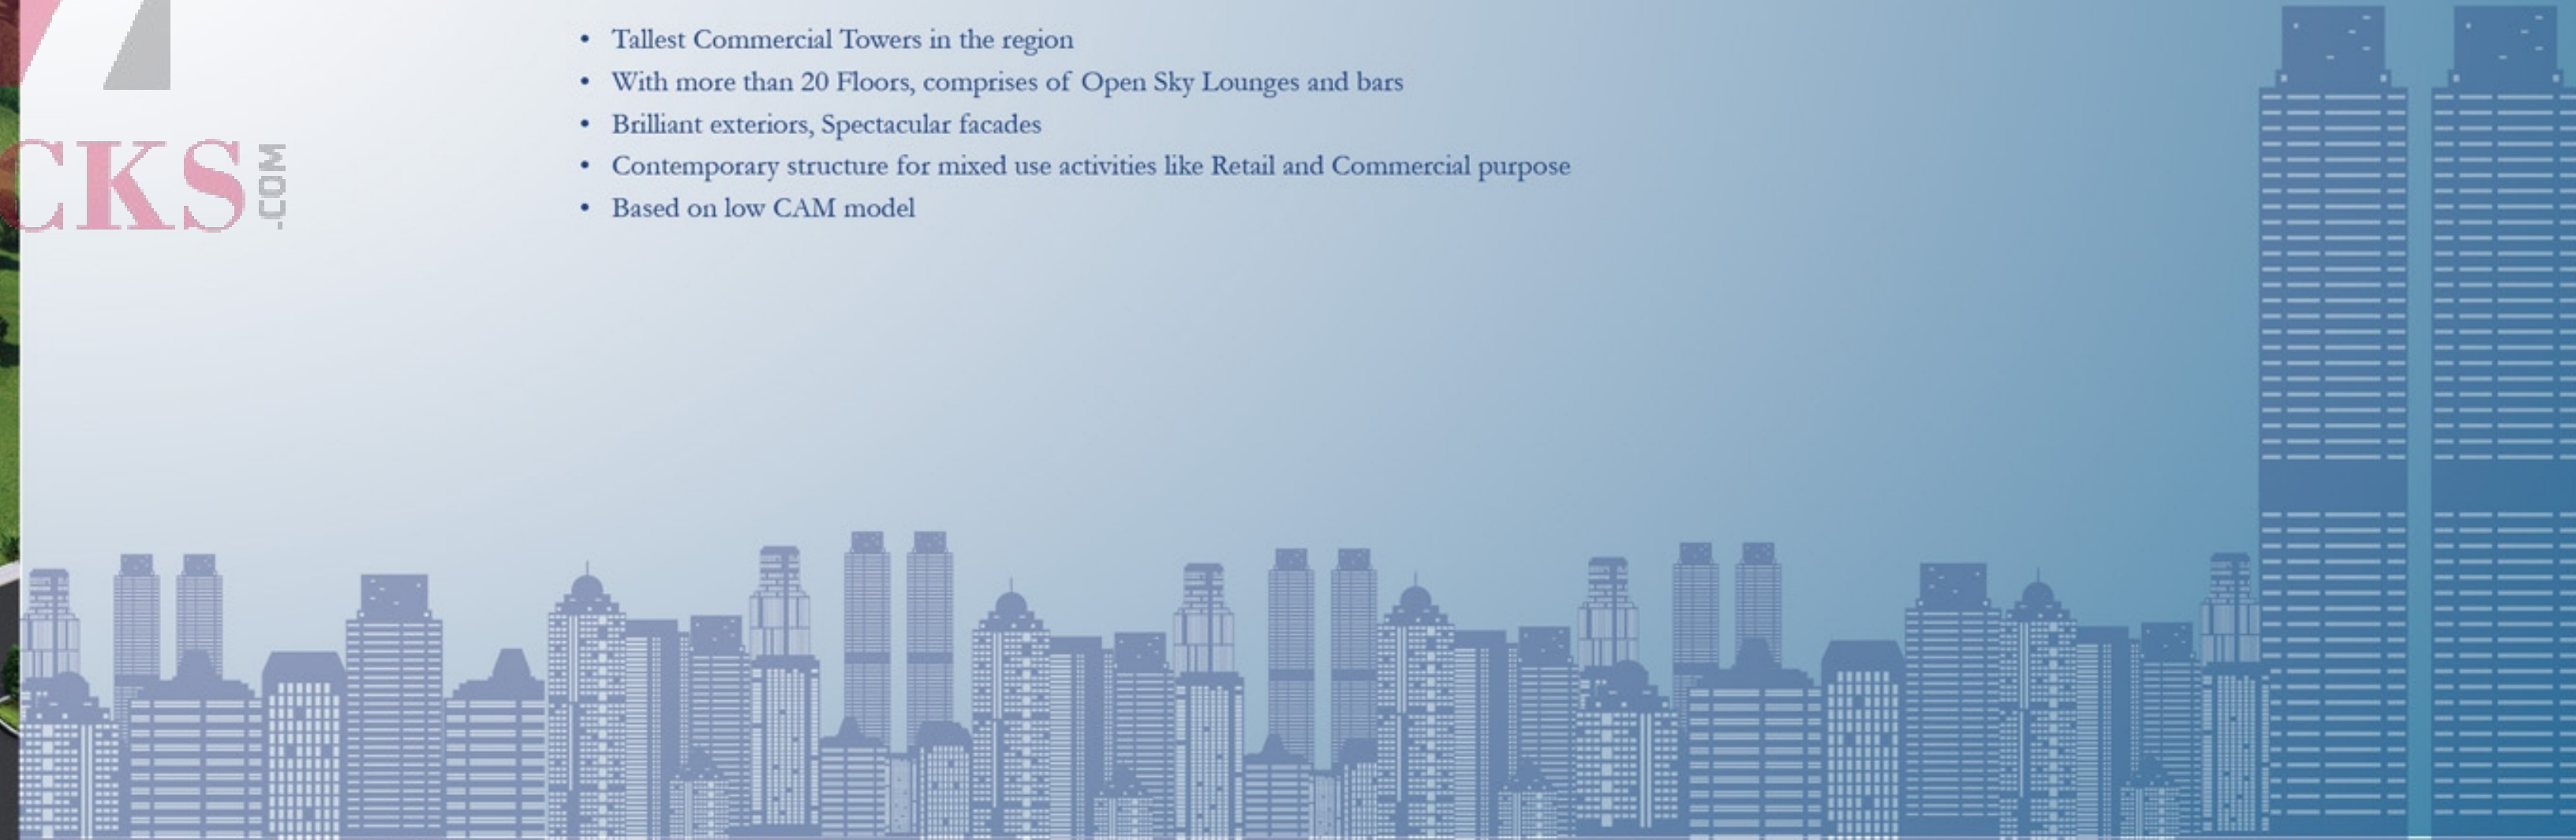 • Tallest Commercial Towers in the region
• With more than 20 Floors, comprises of Open Sky Lounges and bars
• Brilliant exteriors, Spectacular facades
• Contemporary structure for mixed use activities like Retail and Commercial purpose
• Based on low CAM model
CKS.COM